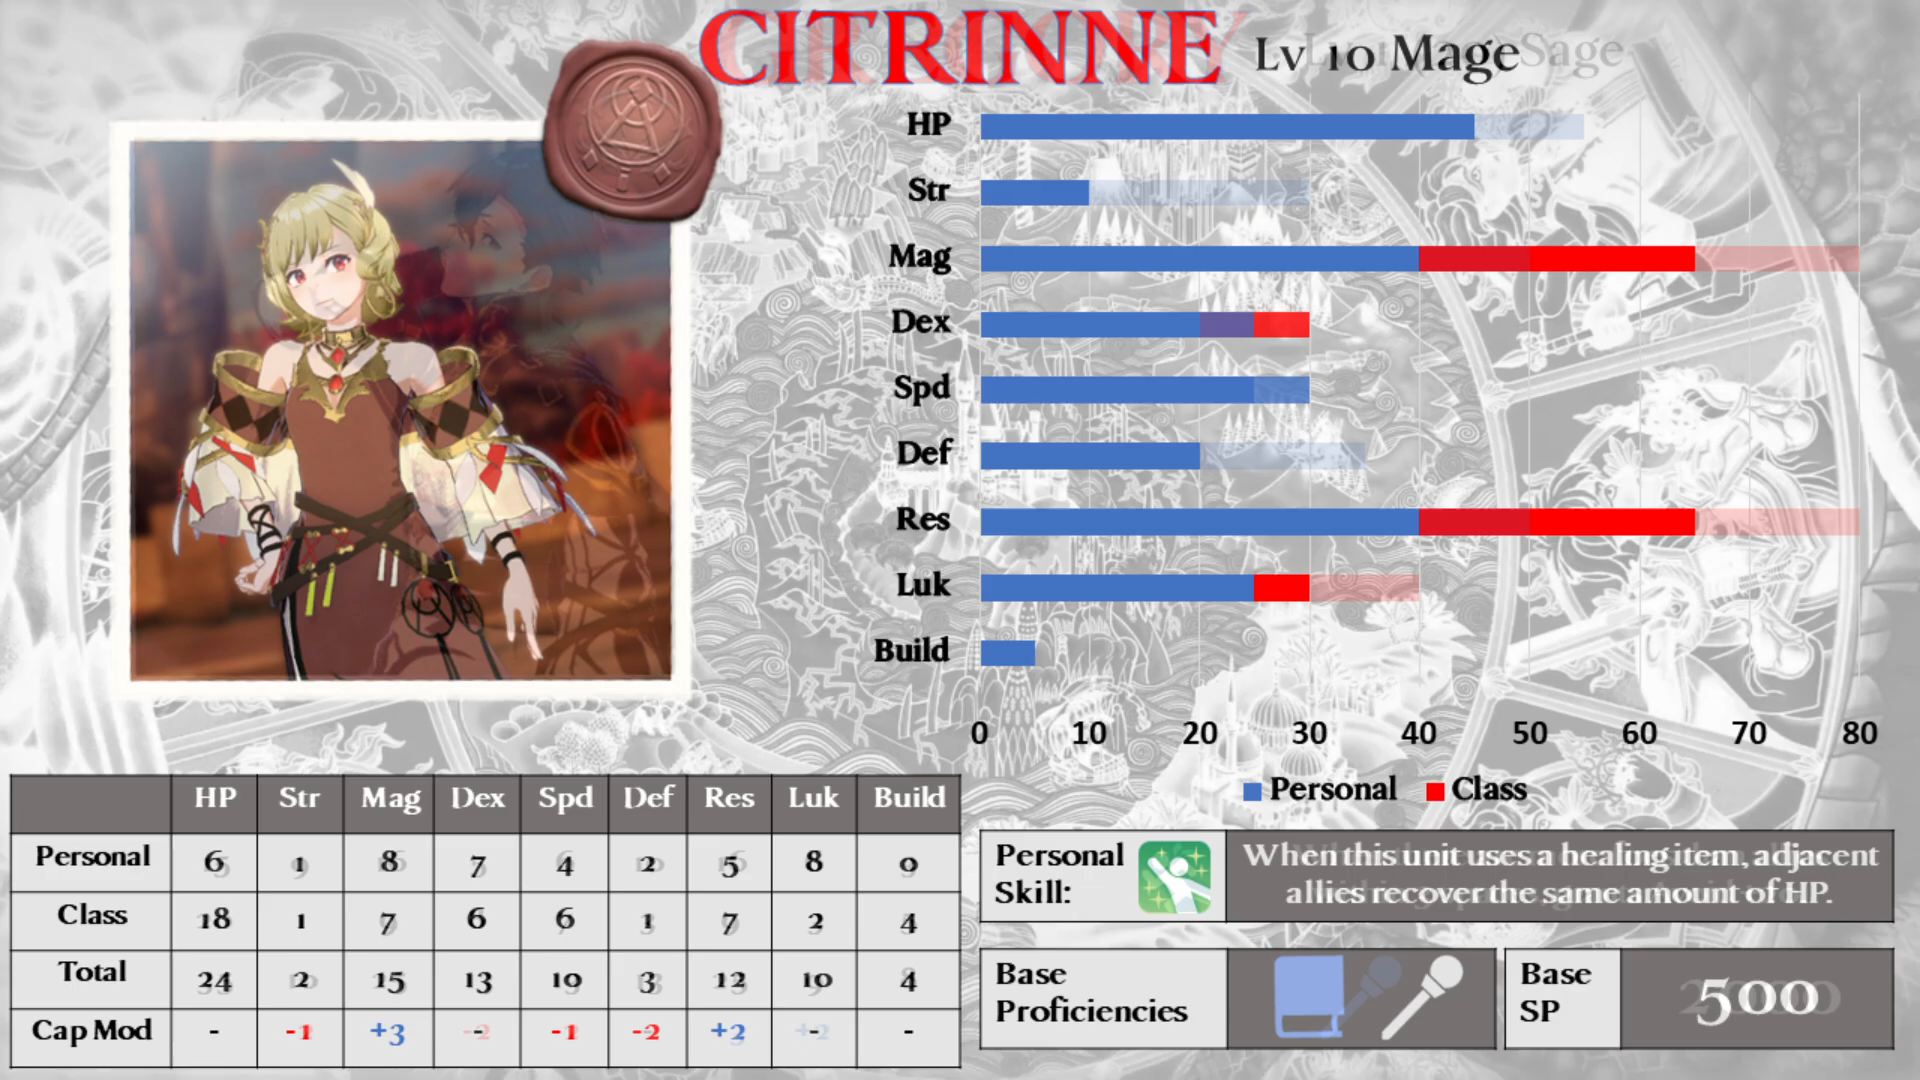 CITRINNE Lv 10 Mage Sage
HP
Str
Mag
Dex
Spd
Def
Res
Luk
Build
0 10 20 30 40 50 60 70 80
Personal Class
HP Str Mag Dex Spd Def Res Luk Build
Personal 6 1 8 7 4 2 5 8 0
Class 18 1 7 6 6 1 7 2 4
Total 24 2 15 13 10 3 12 10 4
Cap Mod - -1 +3 -1 -2 +2 -
Personal
Skill:
When this unit uses a healing item, adjacent
allies recover the same amount of HP.
Base
Proficiencies
Base
SP
500